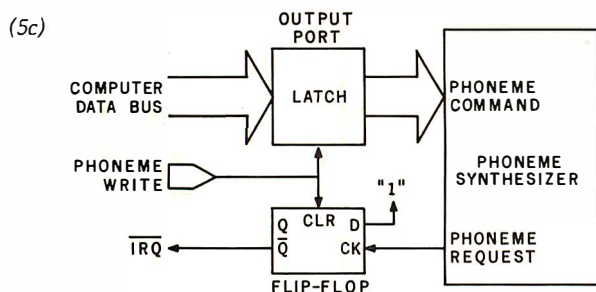 (5c)
OUTPUT
PORT
COMPUTER
DATA BUS
LATCH
PHONEME
COMMAND
PHONEME
WRITE
PHONEME
SYNTHESIZER
"1"
Q CLR D
Q̅ CK
I̅R̅Q̅
PHONEME
REQUEST
FLIP-FLOP